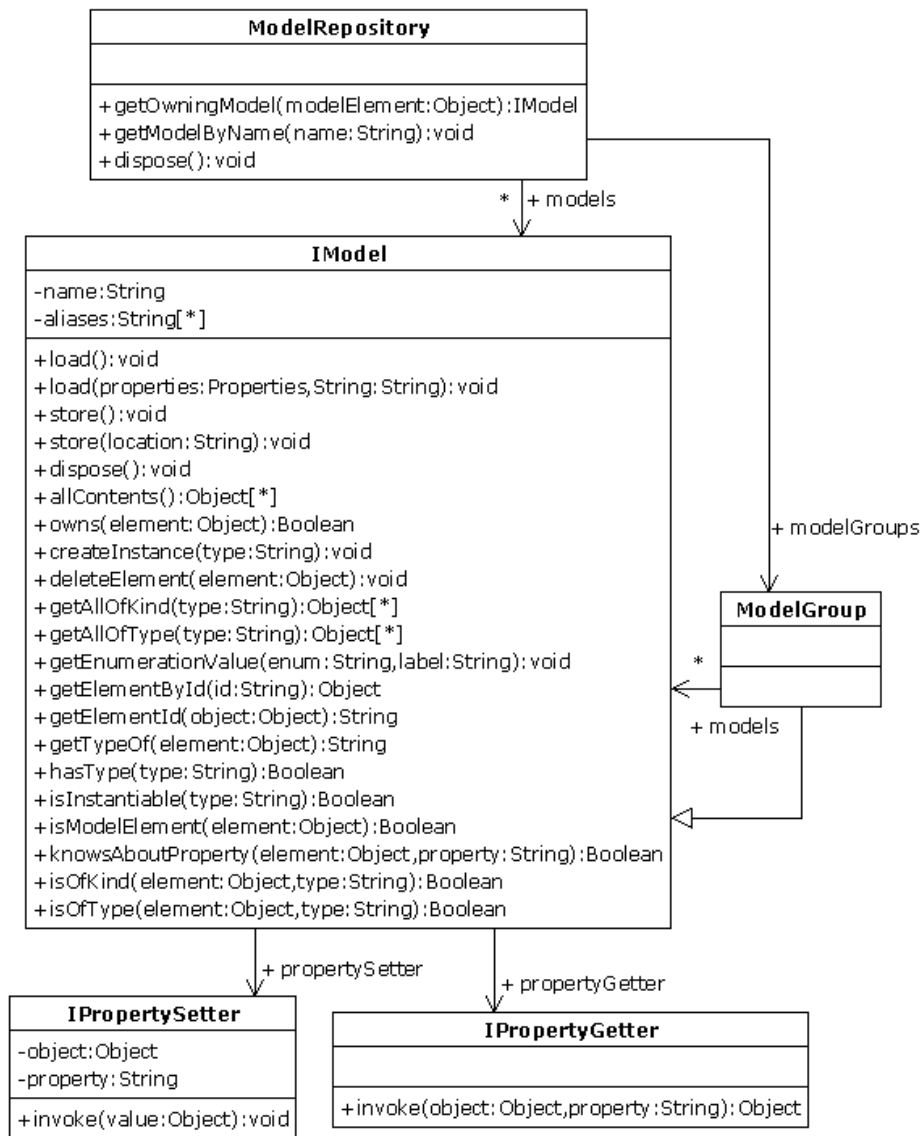 ModelRepository
+getOwningModel(modelElement:Object):IModel
+getModelByName(name:String):void
+dispose():void
* + models
IModel
-name:String
-aliases:String[*]
+load():void
+load(properties:Properties,String:String):void
+store():void
+store(location:String):void
+dispose():void
+allContents():Object[*]
+owns(element:Object):Boolean
+createInstance(type:String):void
+deleteElement(element:Object):void
+getAllOfKind(type:String):Object[*]
+getAllOfType(type:String):Object[*]
+getEnumerationValue(enum:String,label:String):void
+getElementById(id:String):Object
+getElementId(object:Object):String
+getTypeOf(element:Object):String
+hasType(type:String):Boolean
+isInstantiable(type:String):Boolean
+isModelElement(element:Object):Boolean
+knowsAboutProperty(element:Object,property:String):Boolean
+isOfKind(element:Object,type:String):Boolean
+isOfType(element:Object,type:String):Boolean
+ modelGroups
ModelGroup
*
+ models
+ propertySetter
+ propertyGetter
IPropertySetter
-object:Object
-property:String
+invoke(value:Object):void
IPropertyGetter
+invoke(object:Object,property:String):Object